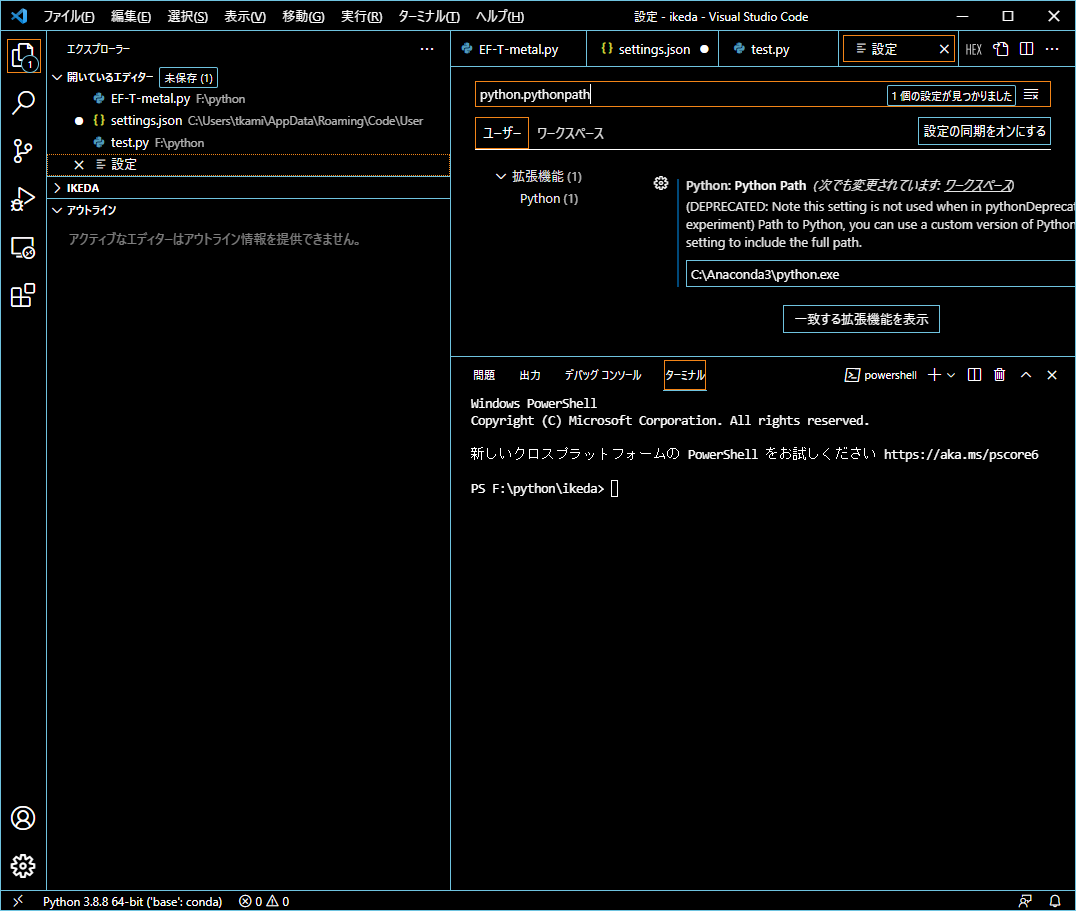 ファイル(F) 編集(E) 選択(S) 表示(V) 移動(G) 実行(R) ターミナル(T) ヘルプ(H) 設定 - ikeda - Visual Studio Code
エクスプローラー
EF-T-metal.py {} settings.json test.py 設定 HEX
開いているエディター 未保存 (1)
EF-T-metal.py F:\python
{} settings.json C:\Users\tkami\AppData\Roaming\Code\User
test.py F:\python
設定
IKEDA
アウトライン
アクティブなエディターはアウトライン情報を提供できません。
1
python.pythonpath 1 個の設定が見つかりました
ユーザー ワークスペース 設定の同期をオンにする
拡張機能 (1)
Python (1)
Python: Python Path (次でも変更されています: ワークスペース)
(DEPRECATED: Note this setting is not used when in pythonDeprecat
experiment) Path to Python, you can use a custom version of Python
setting to include the full path.
C:\Anaconda3\python.exe
一致する拡張機能を表示
問題 出力 デバッグ コンソール ターミナル powershell
Windows PowerShell
Copyright (C) Microsoft Corporation. All rights reserved.
新しいクロスプラットフォームの PowerShell をお試しください https://aka.ms/pscore6
PS F:\python\ikeda>
Python 3.8.8 64-bit ('base': conda) 0 0